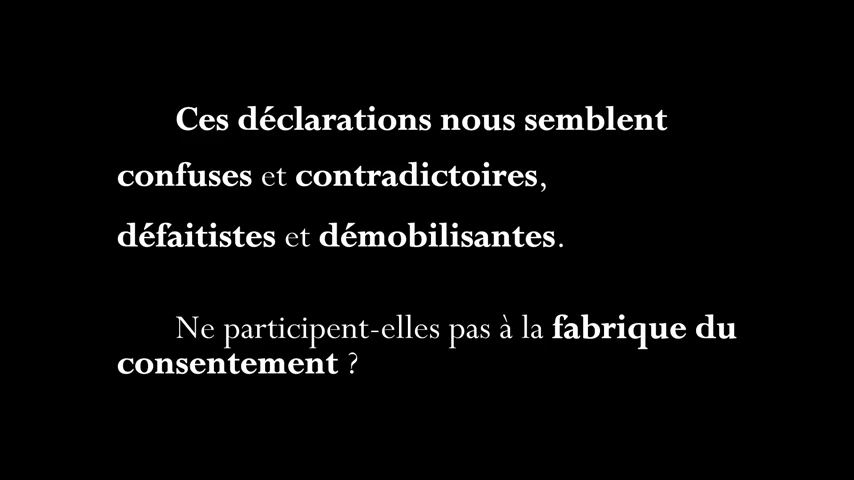 Ces déclarations nous semblent
confuses et contradictoires,
défaitistes et démobilisantes.
Ne participent-elles pas à la fabrique du
consentement ?